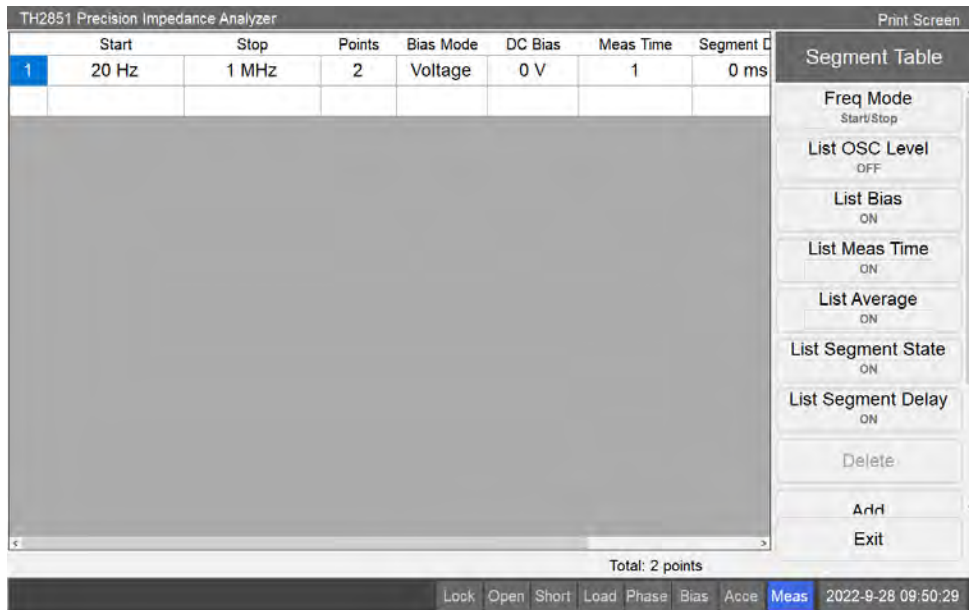 TH2851 Precision Impedance Analyzer
Print Screen
Start Stop Points Bias Mode DC Bias Meas Time Segment D
1 20 Hz 1 MHz 2 Voltage 0 V 1 0 ms
Segment Table
Freq Mode
Start/Stop
List OSC Level
OFF
List Bias
ON
List Meas Time
ON
List Average
ON
List Segment State
ON
List Segment Delay
ON
Delete
Add
Exit
Total: 2 points
Lock Open Short Load Phase Bias Acce Meas 2022-9-28 09:50:29